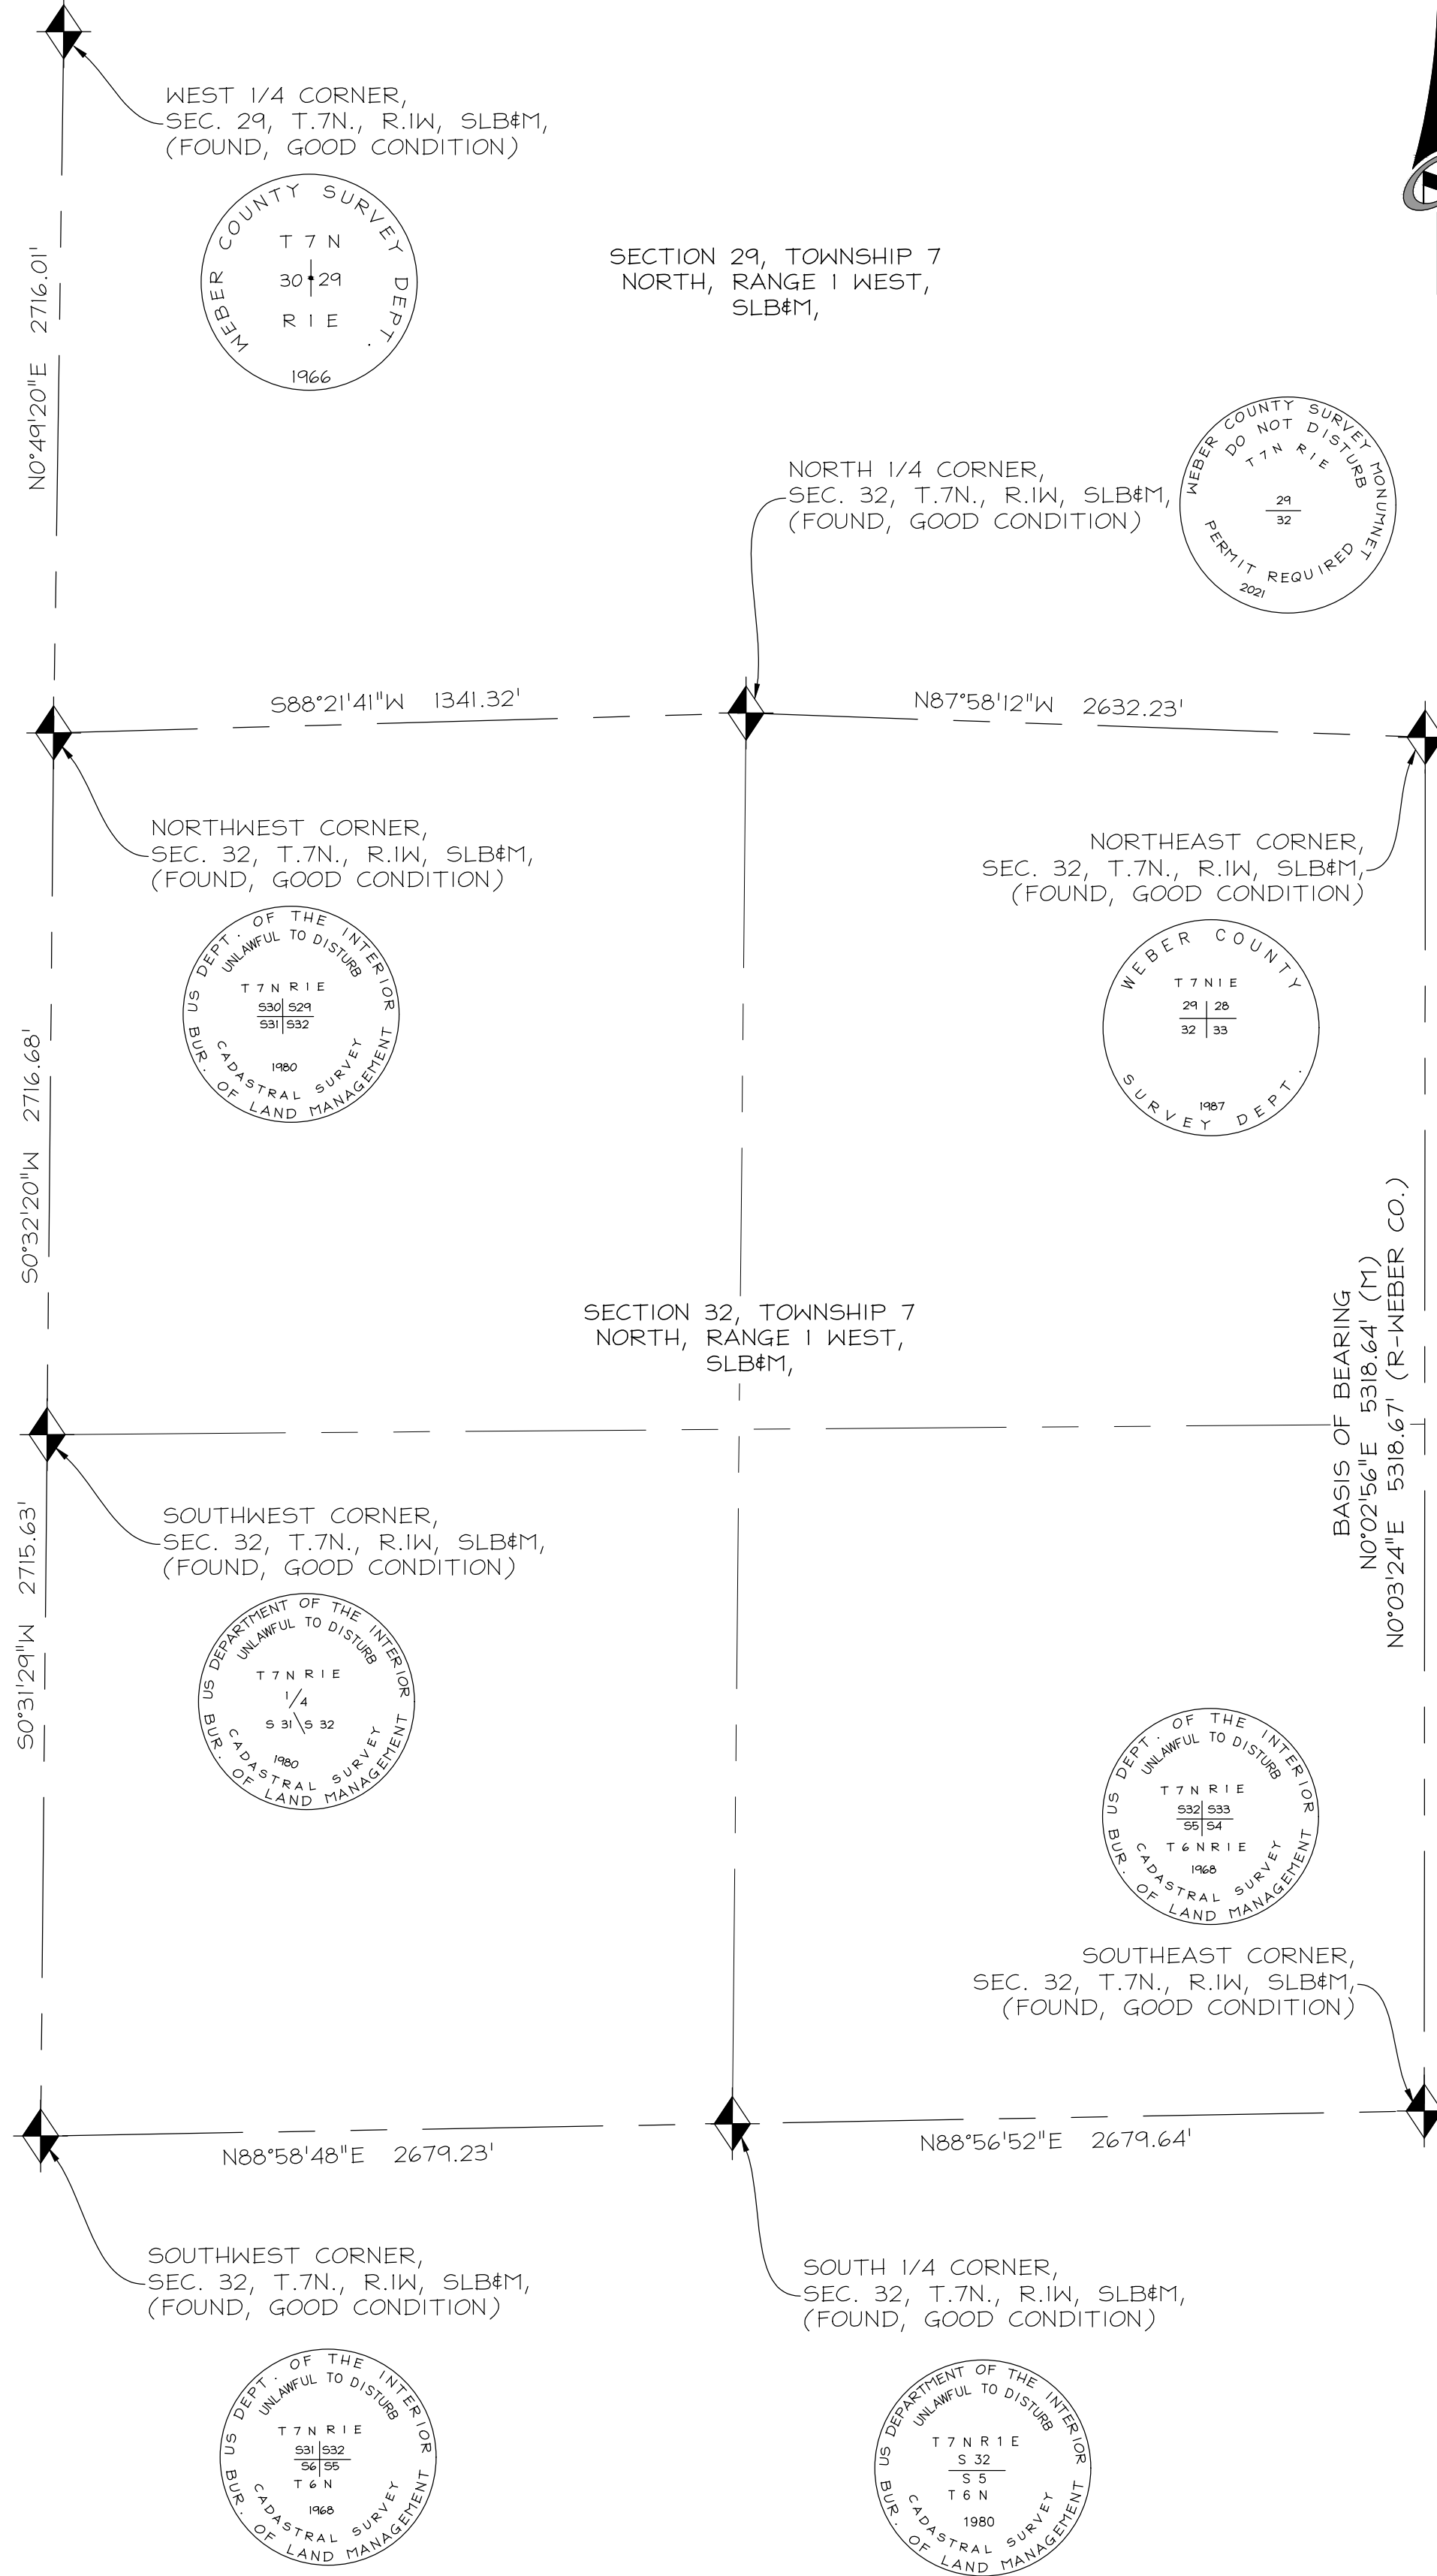 WEST 1/4 CORNER,
SEC. 29, T.7N., R.1W, SLB&M,
(FOUND, GOOD CONDITION)
WEBER COUNTY SURVEY DEPT.
T 7 N
30 29
R 1 E
1966
N0°49'20"E 2716.01'
SECTION 29, TOWNSHIP 7
NORTH, RANGE 1 WEST,
SLB&M,
NORTH 1/4 CORNER,
SEC. 32, T.7N., R.1W, SLB&M,
(FOUND, GOOD CONDITION)
WEBER COUNTY SURVEY MONUMNET
DO NOT DISTURB
T7N R1E
29
32
PERMIT REQUIRED
2021
S88°21'41"W 1341.32'
N87°58'12"W 2632.23'
NORTHWEST CORNER,
SEC. 32, T.7N., R.1W, SLB&M,
(FOUND, GOOD CONDITION)
US DEPT. OF THE INTERIOR
UNLAWFUL TO DISTURB
T 7 N R 1 E
S30 S29
S31 S32
1980
CADASTRAL SURVEY
BUR. OF LAND MANAGEMENT
NORTHEAST CORNER,
SEC. 32, T.7N., R.1W, SLB&M,
(FOUND, GOOD CONDITION)
WEBER COUNTY
T 7 N 1 E
29 28
32 33
1987
SURVEY DEPT.
S0°32'20"W 2716.68'
SECTION 32, TOWNSHIP 7
NORTH, RANGE 1 WEST,
SLB&M,
BASIS OF BEARING
N0°02'56"E 5318.64' (M)
N0°03'24"E 5318.67' (R-WEBER CO.)
SOUTHWEST CORNER,
SEC. 32, T.7N., R.1W, SLB&M,
(FOUND, GOOD CONDITION)
US DEPARTMENT OF THE INTERIOR
UNLAWFUL TO DISTURB
T 7 N R 1 E
1/4
S 31 S 32
1980
CADASTRAL SURVEY
BUR. OF LAND MANAGEMENT
S0°31'29"W 2715.63'
US DEPT. OF THE INTERIOR
UNLAWFUL TO DISTURB
T 7 N R 1 E
S32 S33
S5 S4
T 6 N R 1 E
1968
CADASTRAL SURVEY
BUR. OF LAND MANAGEMENT
SOUTHEAST CORNER,
SEC. 32, T.7N., R.1W, SLB&M,
(FOUND, GOOD CONDITION)
N88°58'48"E 2679.23'
N88°56'52"E 2679.64'
SOUTHWEST CORNER,
SEC. 32, T.7N., R.1W, SLB&M,
(FOUND, GOOD CONDITION)
US DEPT. OF THE INTERIOR
UNLAWFUL TO DISTURB
T 7 N R 1 E
S31 S32
S6 S5
T 6 N
1968
CADASTRAL SURVEY
BUR. OF LAND MANAGEMENT
SOUTH 1/4 CORNER,
SEC. 32, T.7N., R.1W, SLB&M,
(FOUND, GOOD CONDITION)
US DEPARTMENT OF THE INTERIOR
UNLAWFUL TO DISTURB
T 7 N R 1 E
S 32
S 5
T 6 N
1980
CADASTRAL SURVEY
BUR. OF LAND MANAGEMENT